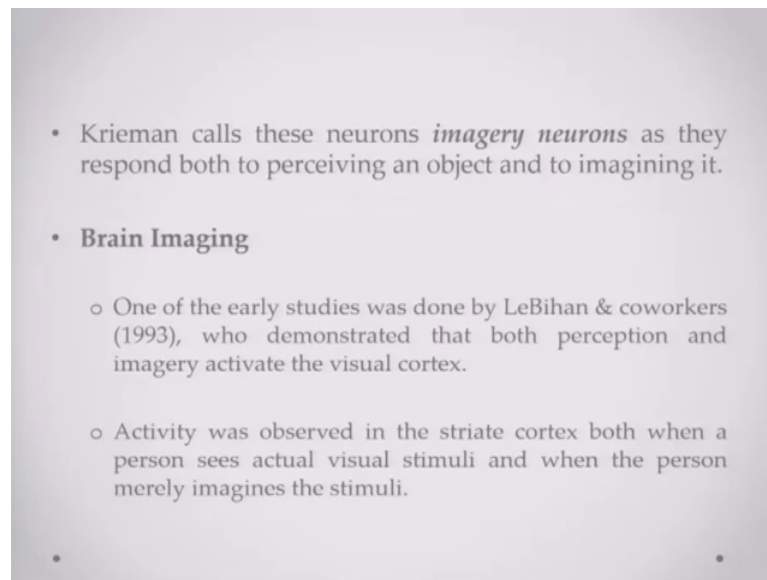 • Krieman calls these neurons imagery neurons as they
respond both to perceiving an object and to imagining it.
• Brain Imaging
o One of the early studies was done by LeBihan & coworkers
(1993), who demonstrated that both perception and
imagery activate the visual cortex.
o Activity was observed in the striate cortex both when a
person sees actual visual stimuli and when the person
merely imagines the stimuli.